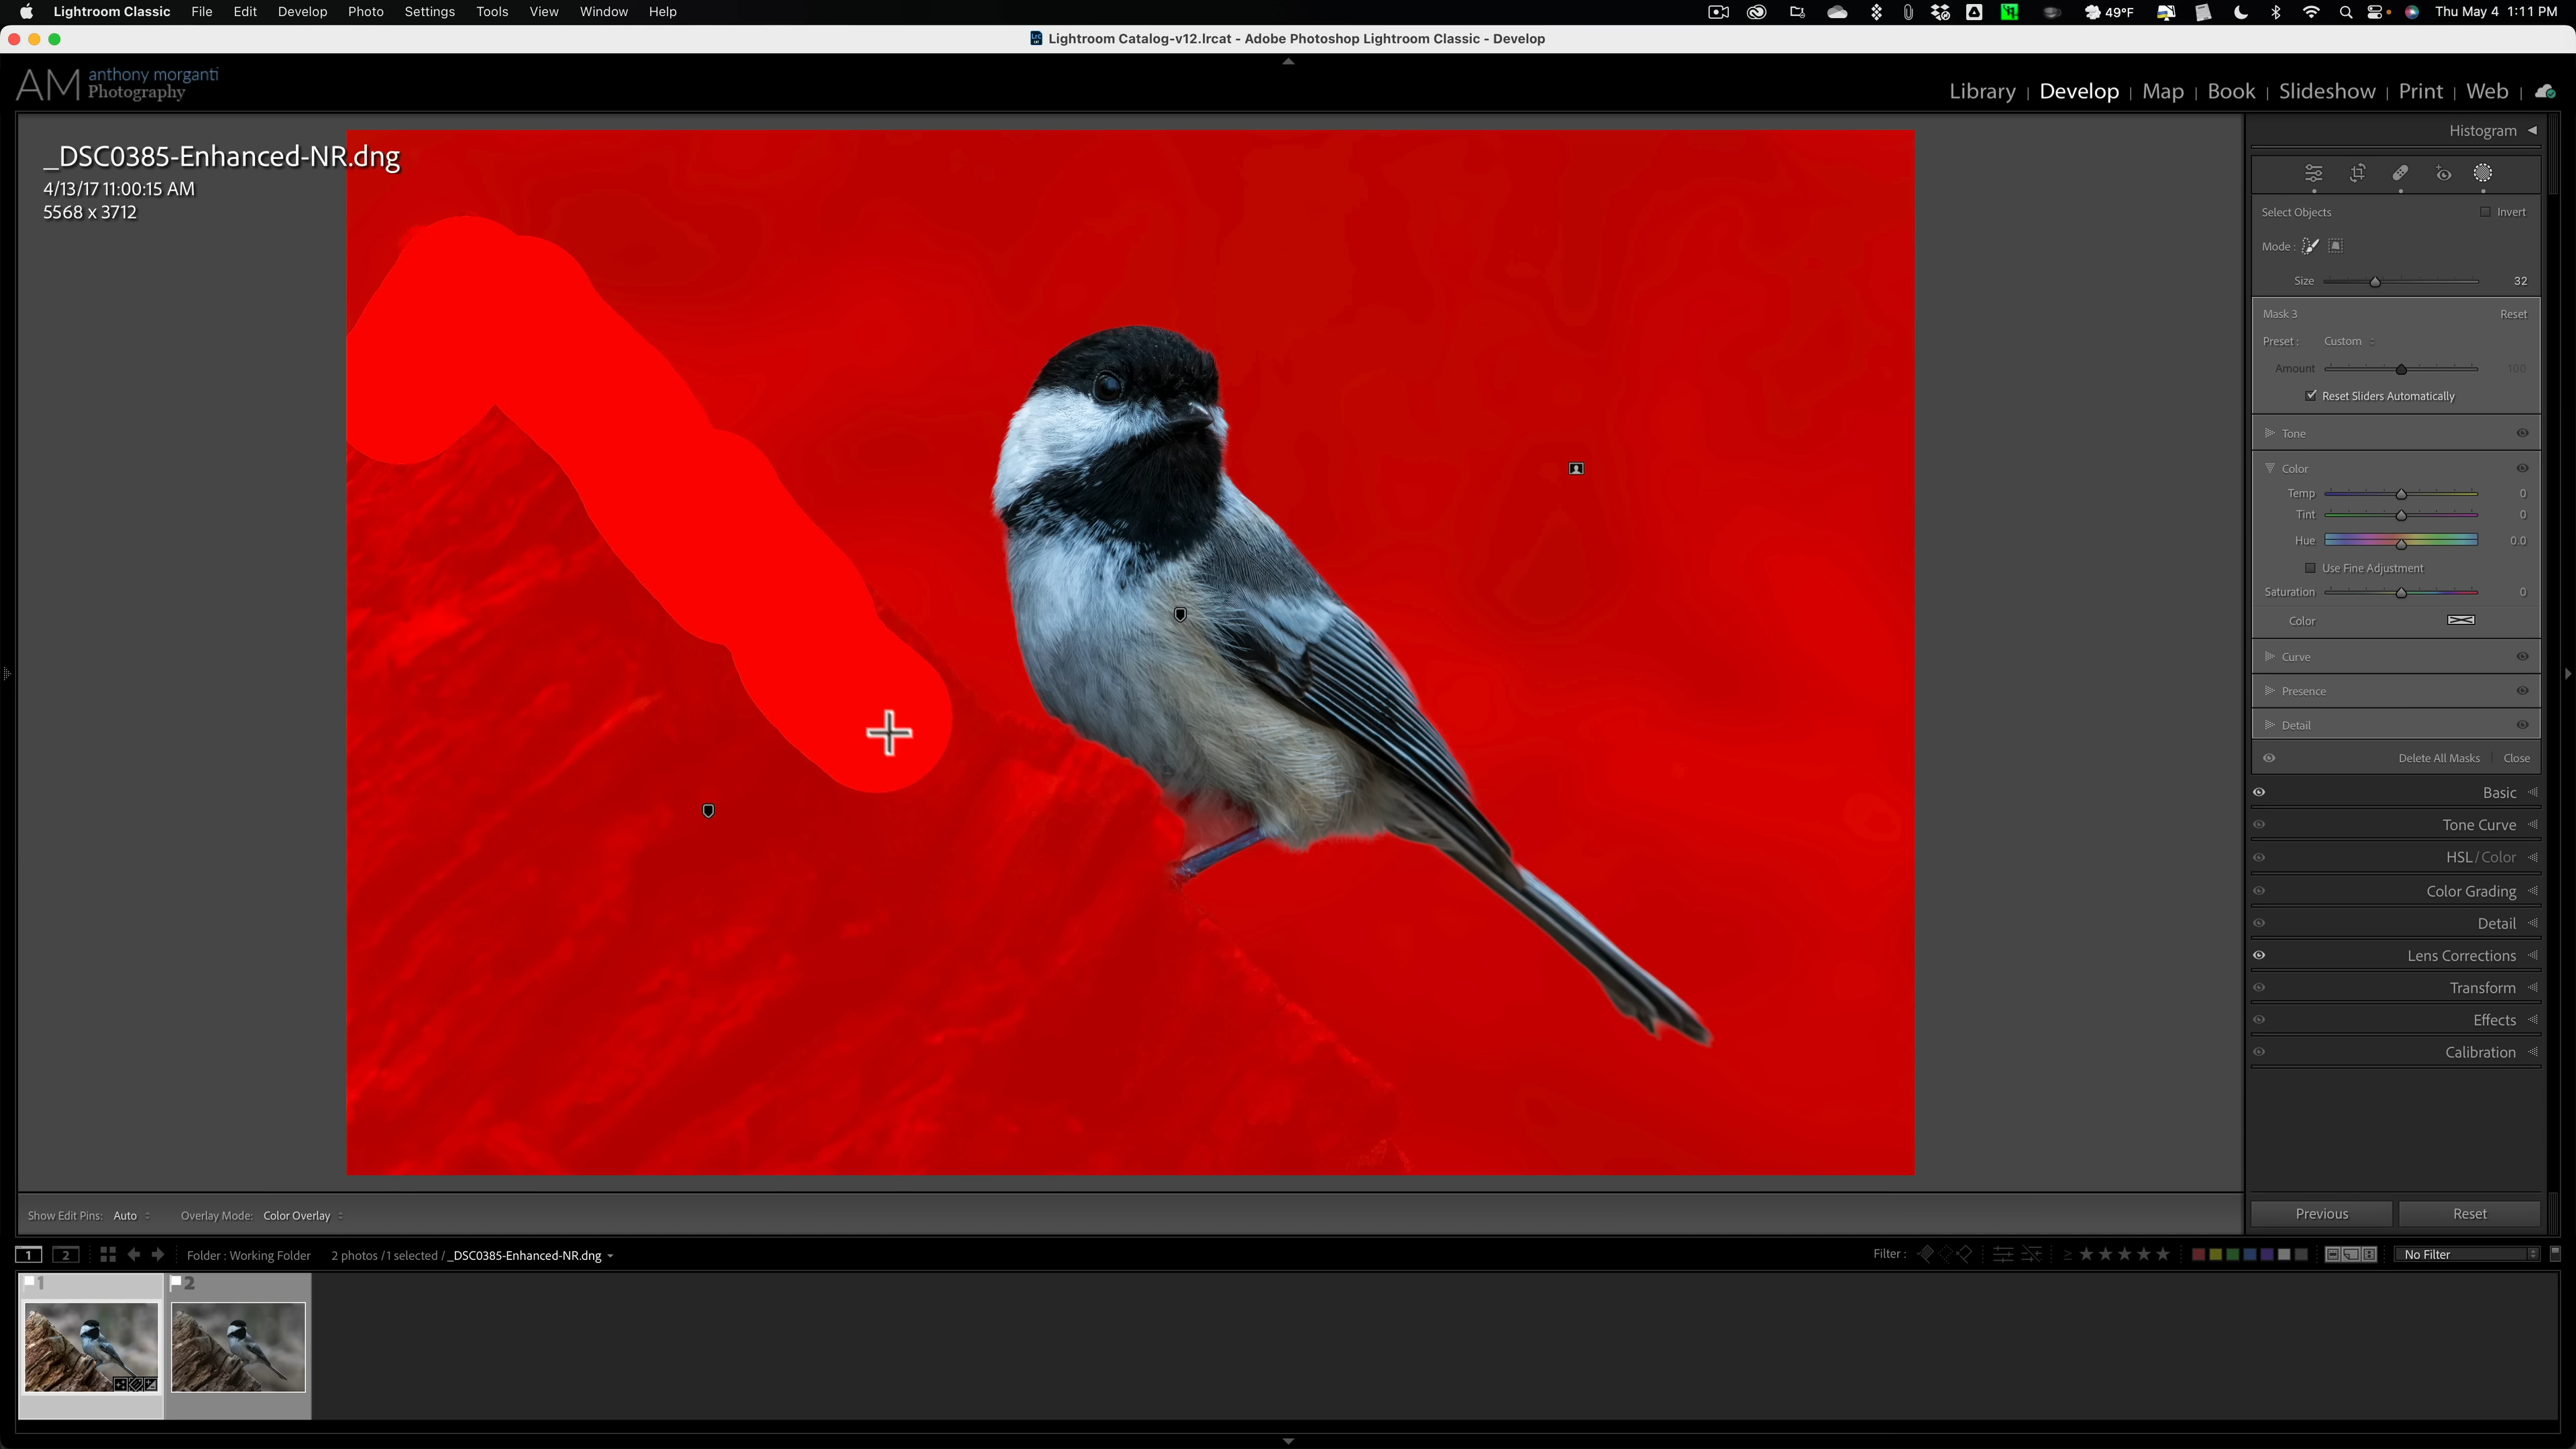 Lightroom Classic File Edit Develop Photo Settings Tools View Window Help 49°F Thu May 4 1:11 PM
Lightroom Catalog-v12.lrcat - Adobe Photoshop Lightroom Classic - Develop
AM anthony morganti
Photography
Library | Develop | Map | Book | Slideshow | Print | Web |
_DSC0385-Enhanced-NR.dng
4/13/17 11:00:15 AM
5568 x 3712
Histogram
Select Objects Invert
Mode :
Size 32
Mask 3 Reset
Preset : Custom
Amount 100
Reset Sliders Automatically
Tone
Color
Temp 0
Tint 0
Hue 0.0
Use Fine Adjustment
Saturation 0
Color
Curve
Presence
Detail
Delete All Masks Close
Basic
Tone Curve
HSL / Color
Color Grading
Detail
Lens Corrections
Transform
Effects
Calibration
Previous Reset
Show Edit Pins: Auto Overlay Mode: Color Overlay
1 2 Folder : Working Folder 2 photos / 1 selected / _DSC0385-Enhanced-NR.dng Filter : ≥ ★★★★★ No Filter
1 2